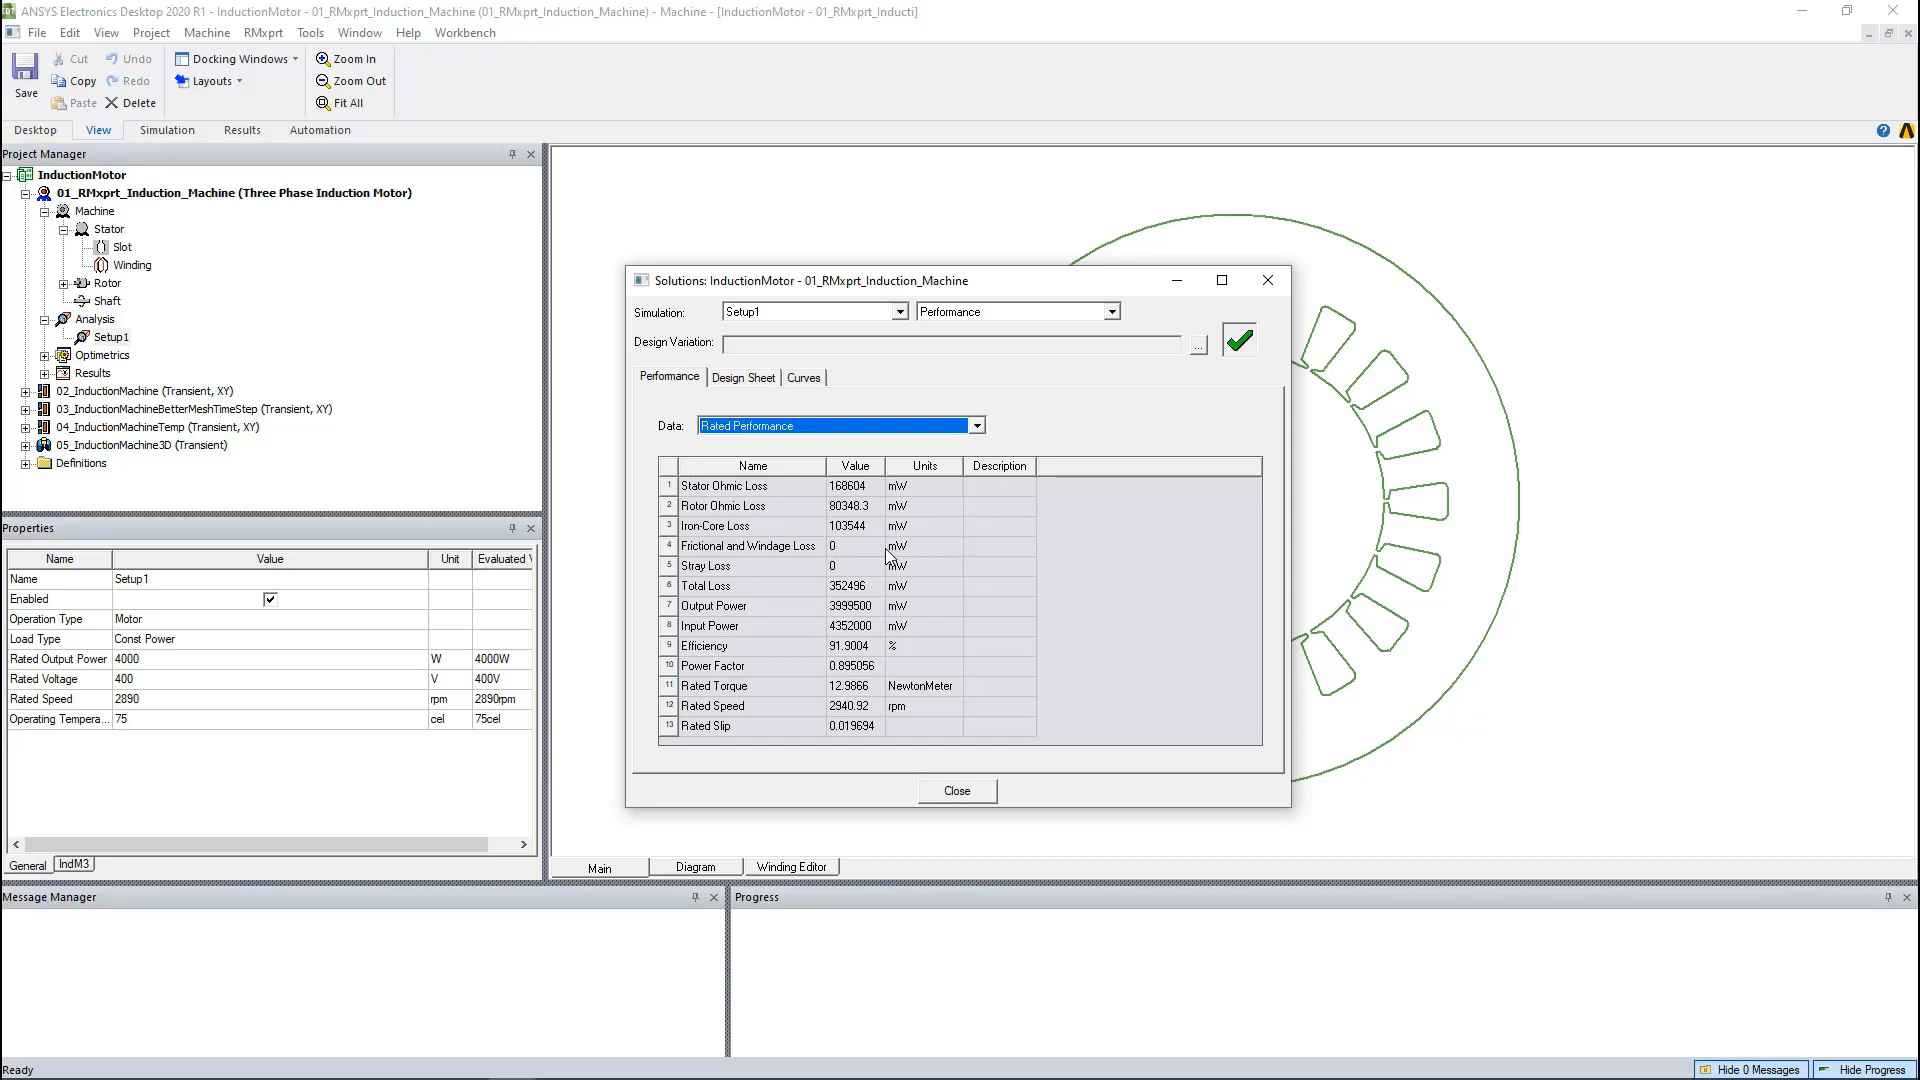 ANSYS Electronics Desktop 2020 R1 - InductionMotor - 01_RMxprt_Induction_Machine (01_RMxprt_Induction_Machine) - Machine - [InductionMotor - 01_RMxprt_Inducti]
File Edit View Project Machine RMxprt Tools Window Help Workbench
Save
Cut Undo
Copy Redo
Paste Delete
Docking Windows
Layouts
Zoom In
Zoom Out
Fit All
Desktop View Simulation Results Automation
Project Manager
InductionMotor
01_RMxprt_Induction_Machine (Three Phase Induction Motor)
Machine
Stator
Slot
Winding
Rotor
Shaft
Analysis
Setup1
Optimetrics
Results
02_InductionMachine (Transient, XY)
03_InductionMachineBetterMeshTimeStep (Transient, XY)
04_InductionMachineTemp (Transient, XY)
05_InductionMachine3D (Transient)
Definitions
Properties
Name Value Unit Evaluated V
Name Setup1
Enabled
Operation Type Motor
Load Type Const Power
Rated Output Power 4000 W 4000W
Rated Voltage 400 V 400V
Rated Speed 2890 rpm 2890rpm
Operating Tempera... 75 cel 75cel
General IndM3
Solutions: InductionMotor - 01_RMxprt_Induction_Machine
Simulation: Setup1 Performance
Design Variation: ...
Performance Design Sheet Curves
Data: Rated Performance
Name Value Units Description
1 Stator Ohmic Loss 168604 mW
2 Rotor Ohmic Loss 80348.3 mW
3 Iron-Core Loss 103544 mW
4 Frictional and Windage Loss 0 mW
5 Stray Loss 0 mW
6 Total Loss 352496 mW
7 Output Power 3999500 mW
8 Input Power 4352000 mW
9 Efficiency 91.9004 %
10 Power Factor 0.895056
11 Rated Torque 12.9866 NewtonMeter
12 Rated Speed 2940.92 rpm
13 Rated Slip 0.019694
Close
Main Diagram Winding Editor
Message Manager
Progress
Ready
Hide 0 Messages Hide Progress